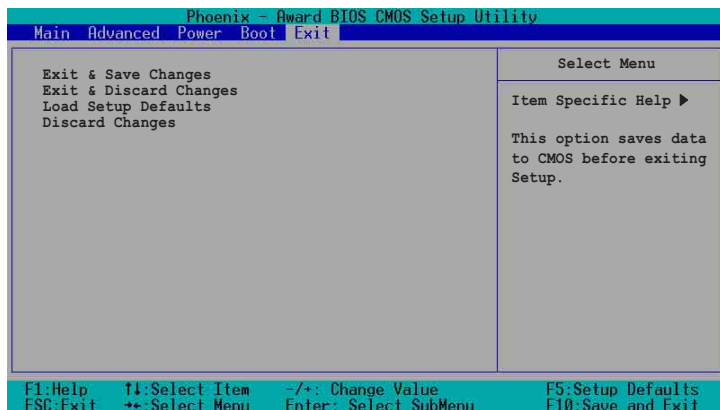 Phoenix - Award BIOS CMOS Setup Utility
Main Advanced Power Boot Exit
Exit & Save Changes
Exit & Discard Changes
Load Setup Defaults
Discard Changes
Select Menu
Item Specific Help ▶
This option saves data
to CMOS before exiting
Setup.
F1:Help ↑↓:Select Item -/+: Change Value F5:Setup Defaults
ESC:Exit →←:Select Menu Enter: Select SubMenu F10:Save and Exit